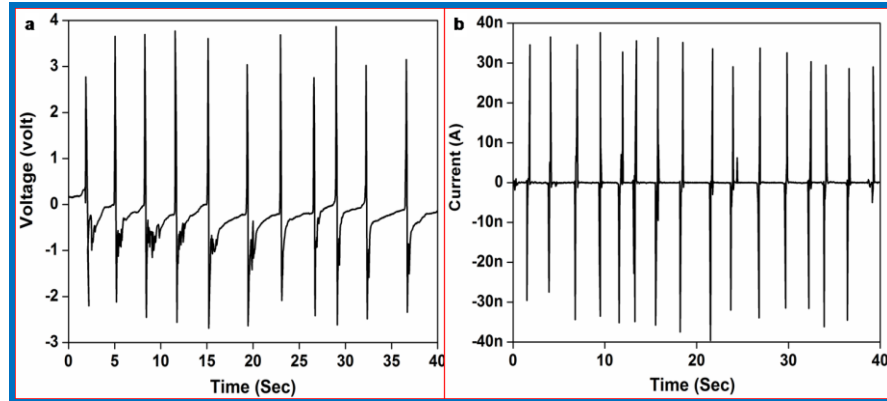 a
Voltage (volt)
4
3
2
1
0
-1
-2
-3
0 5 10 15 20 25 30 35 40
Time (Sec)
b
Current (A)
40n
30n
20n
10n
0
-10n
-20n
-30n
-40n
0 10 20 30 40
Time (Sec)